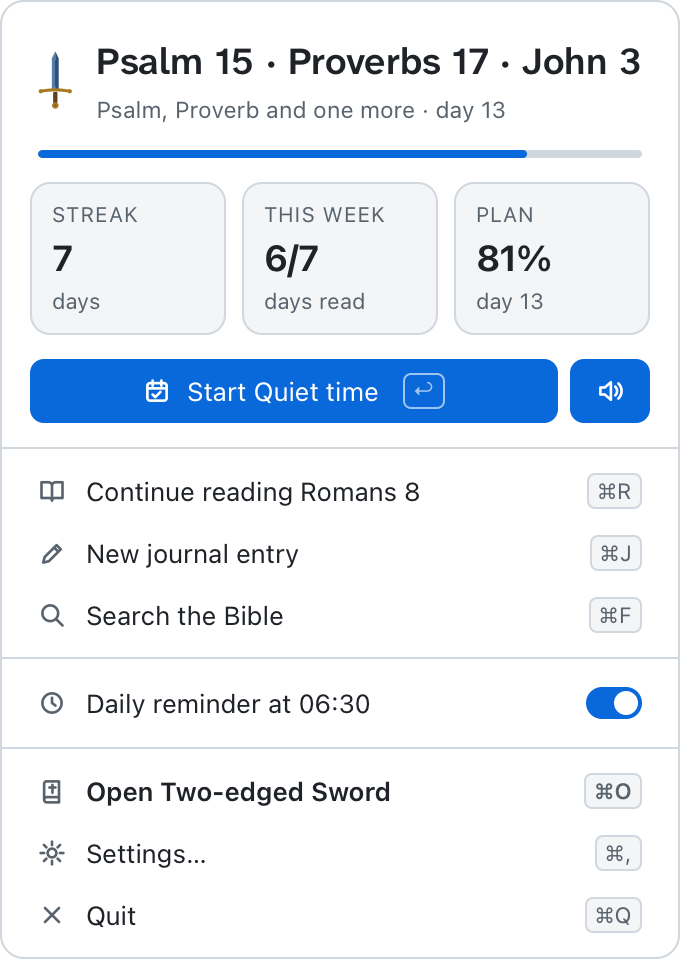 Psalm 15 · Proverbs 17 · John 3
Psalm, Proverb and one more · day 13
STREAK
7
days
THIS WEEK
6/7
days read
PLAN
81%
day 13
Start Quiet time
Continue reading Romans 8 ⌘R
New journal entry ⌘J
Search the Bible ⌘F
Daily reminder at 06:30
Open Two-edged Sword ⌘O
Settings... ⌘,
Quit ⌘Q